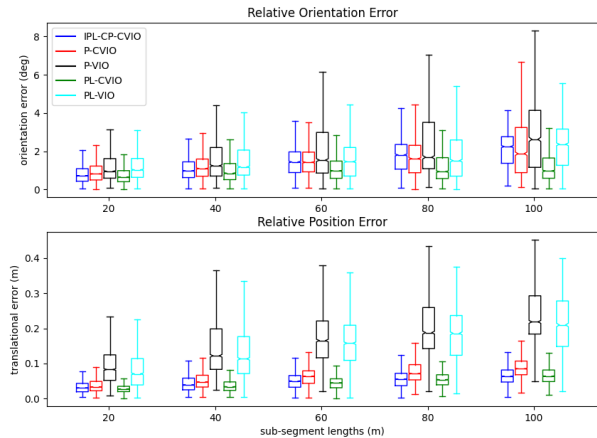 Relative Orientation Error
orientation error (deg)
8
6
4
2
0
IPL-CP-CVIO
P-CVIO
P-VIO
PL-CVIO
PL-VIO
20 40 60 80 100
Relative Position Error
translational error (m)
0.4
0.3
0.2
0.1
0.0
20 40 60 80 100
sub-segment lengths (m)